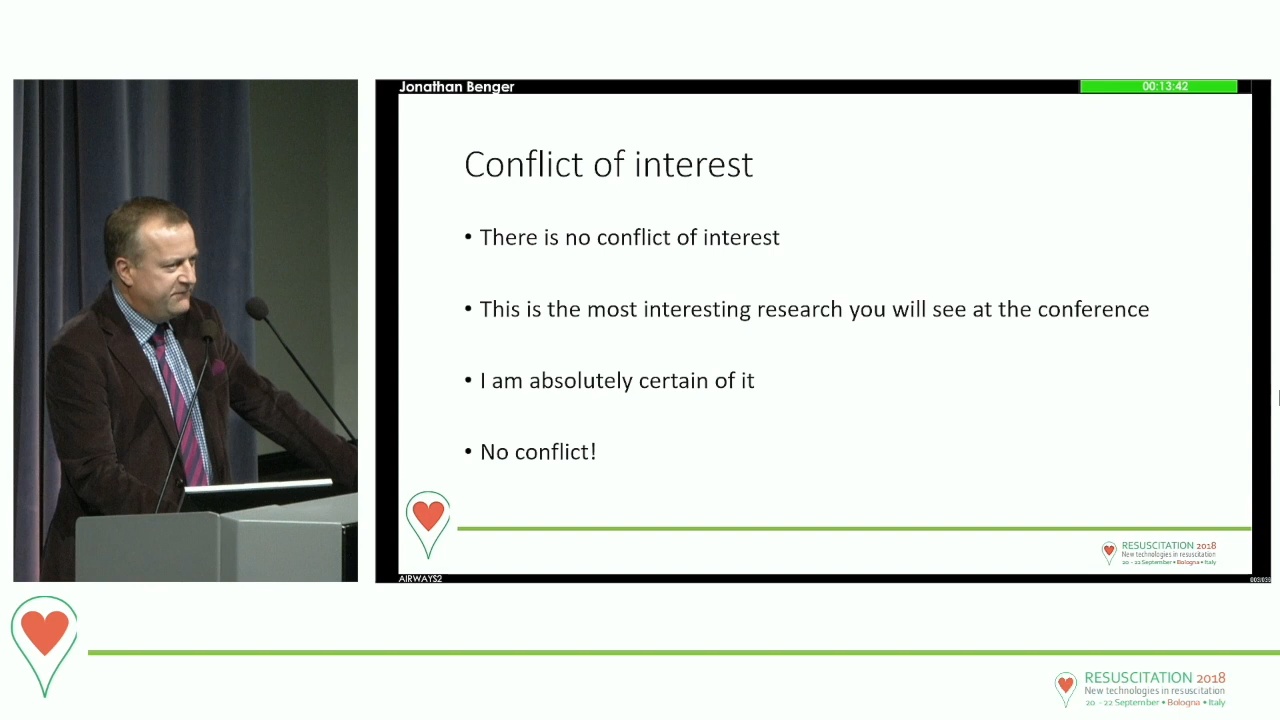 Jonathan Benger
00:13:42
Conflict of interest
• There is no conflict of interest
• This is the most interesting research you will see at the conference
• I am absolutely certain of it
• No conflict!
RESUSCITATION 2018
New technologies in resuscitation
20 - 22 September • Bologna • Italy
AIRWAYS2
RESUSCITATION 2018
New technologies in resuscitation
20 - 22 September • Bologna • Italy